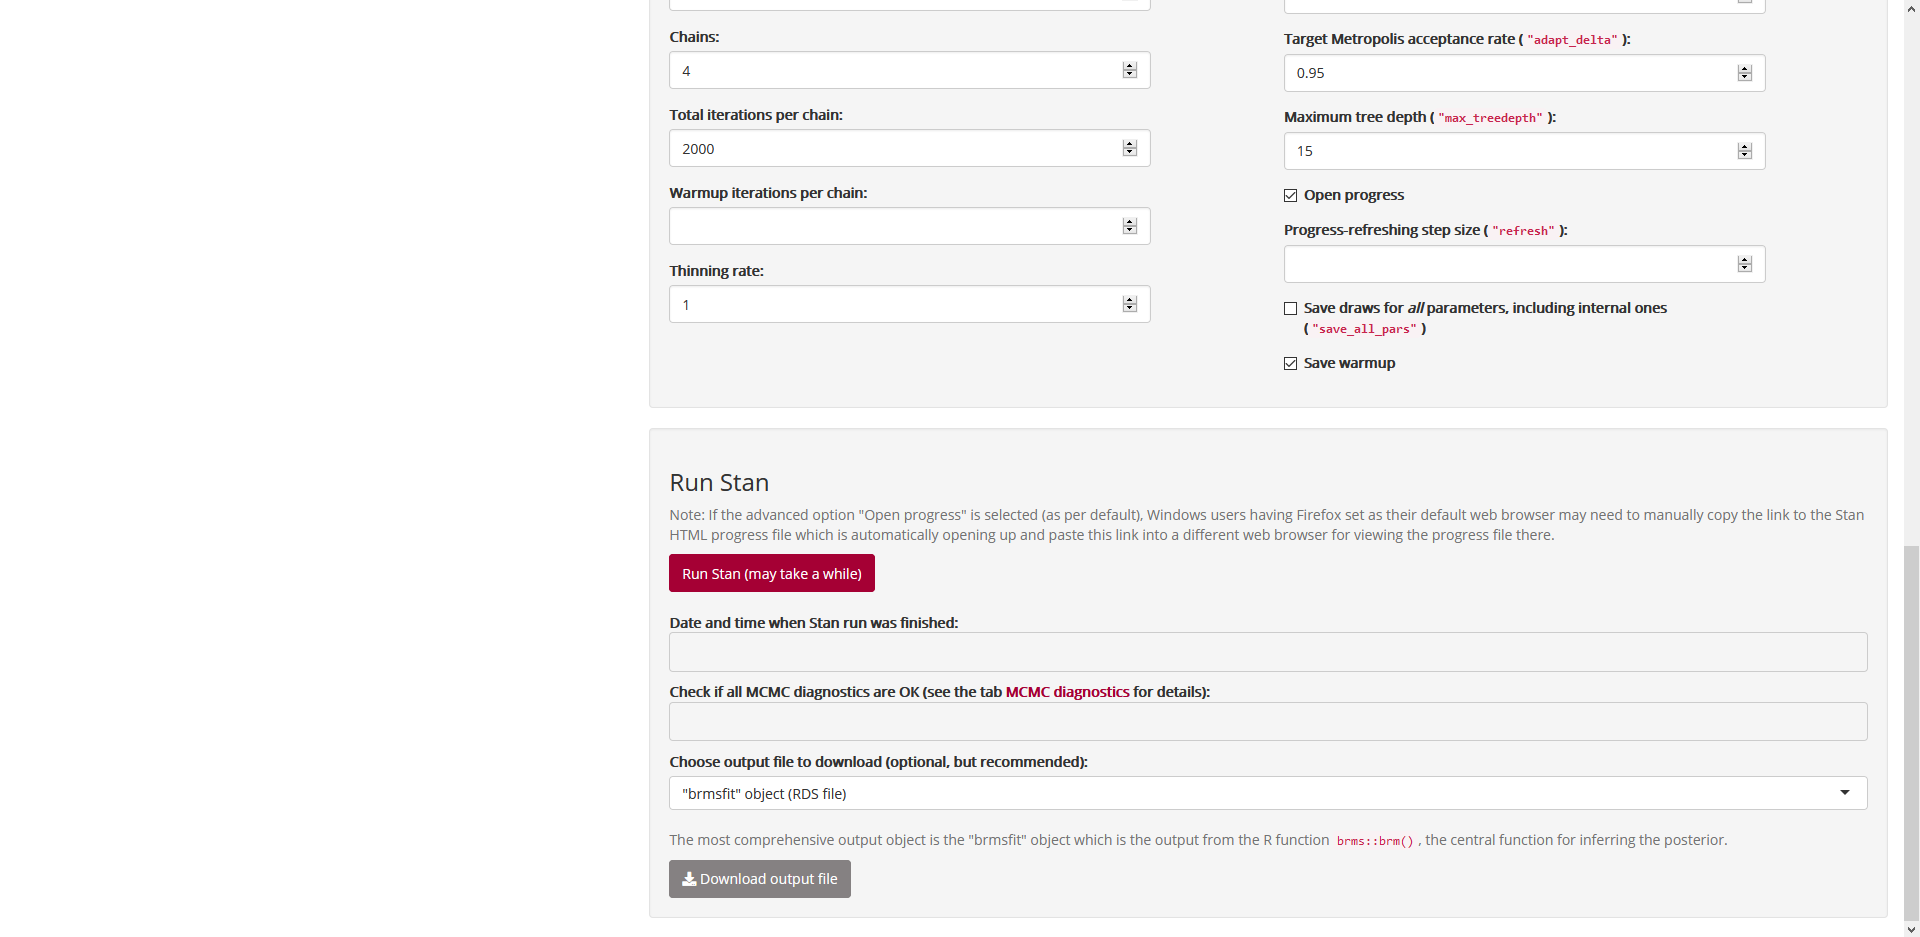 Chains:
4
Total iterations per chain:
2000
Warmup iterations per chain:
Thinning rate:
1
Target Metropolis acceptance rate ( "adapt_delta" ):
0.95
Maximum tree depth ( "max_treedepth" ):
15
Open progress
Progress-refreshing step size ( "refresh" ):
Save draws for all parameters, including internal ones
( "save_all_pars" )
Save warmup
Run Stan
Note: If the advanced option "Open progress" is selected (as per default), Windows users having Firefox set as their default web browser may need to manually copy the link to the Stan
HTML progress file which is automatically opening up and paste this link into a different web browser for viewing the progress file there.
Run Stan (may take a while)
Date and time when Stan run was finished:
Check if all MCMC diagnostics are OK (see the tab MCMC diagnostics for details):
Choose output file to download (optional, but recommended):
"brmsfit" object (RDS file)
The most comprehensive output object is the "brmsfit" object which is the output from the R function brms::brm() , the central function for inferring the posterior.
Download output file